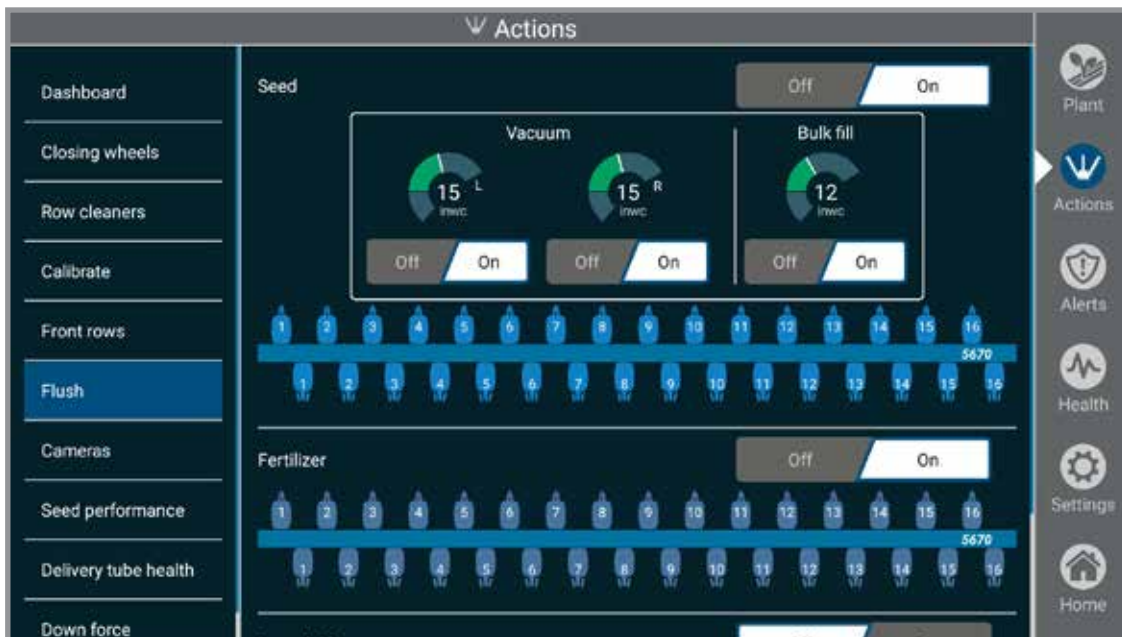 Actions
Dashboard
Closing wheels
Row cleaners
Calibrate
Front rows
Flush
Cameras
Seed performance
Delivery tube health
Down force
Seed
Off On
Vacuum
Bulk fill
15 L
inwc
15 R
inwc
12
inwc
Off On
Off On
Off On
1 2 3 4 5 6 7 8 9 10 11 12 13 14 15 16
5670
1 2 3 4 5 6 7 8 9 10 11 12 13 14 15 16
Fertilizer
Off On
1 2 3 4 5 6 7 8 9 10 11 12 13 14 15 16
5670
1 2 3 4 5 6 7 8 9 10 11 12 13 14 15 16
Plant
Actions
Alerts
Health
Settings
Home